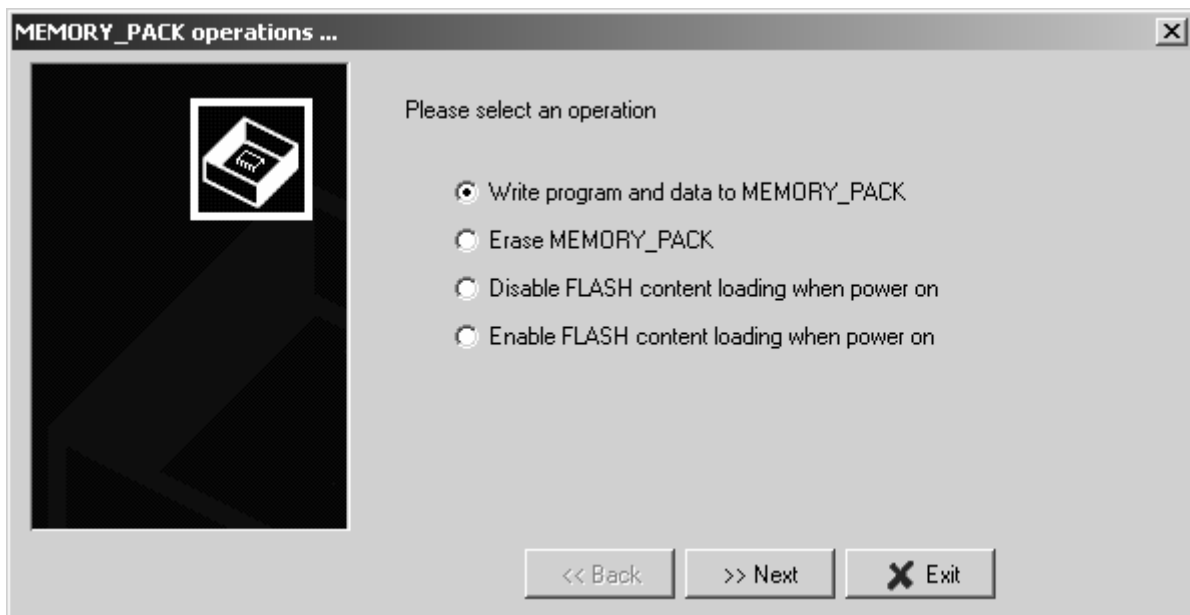 MEMORY_PACK operations ...
Please select an operation
Write program and data to MEMORY_PACK
Erase MEMORY_PACK
Disable FLASH content loading when power on
Enable FLASH content loading when power on
<< Back >> Next Exit